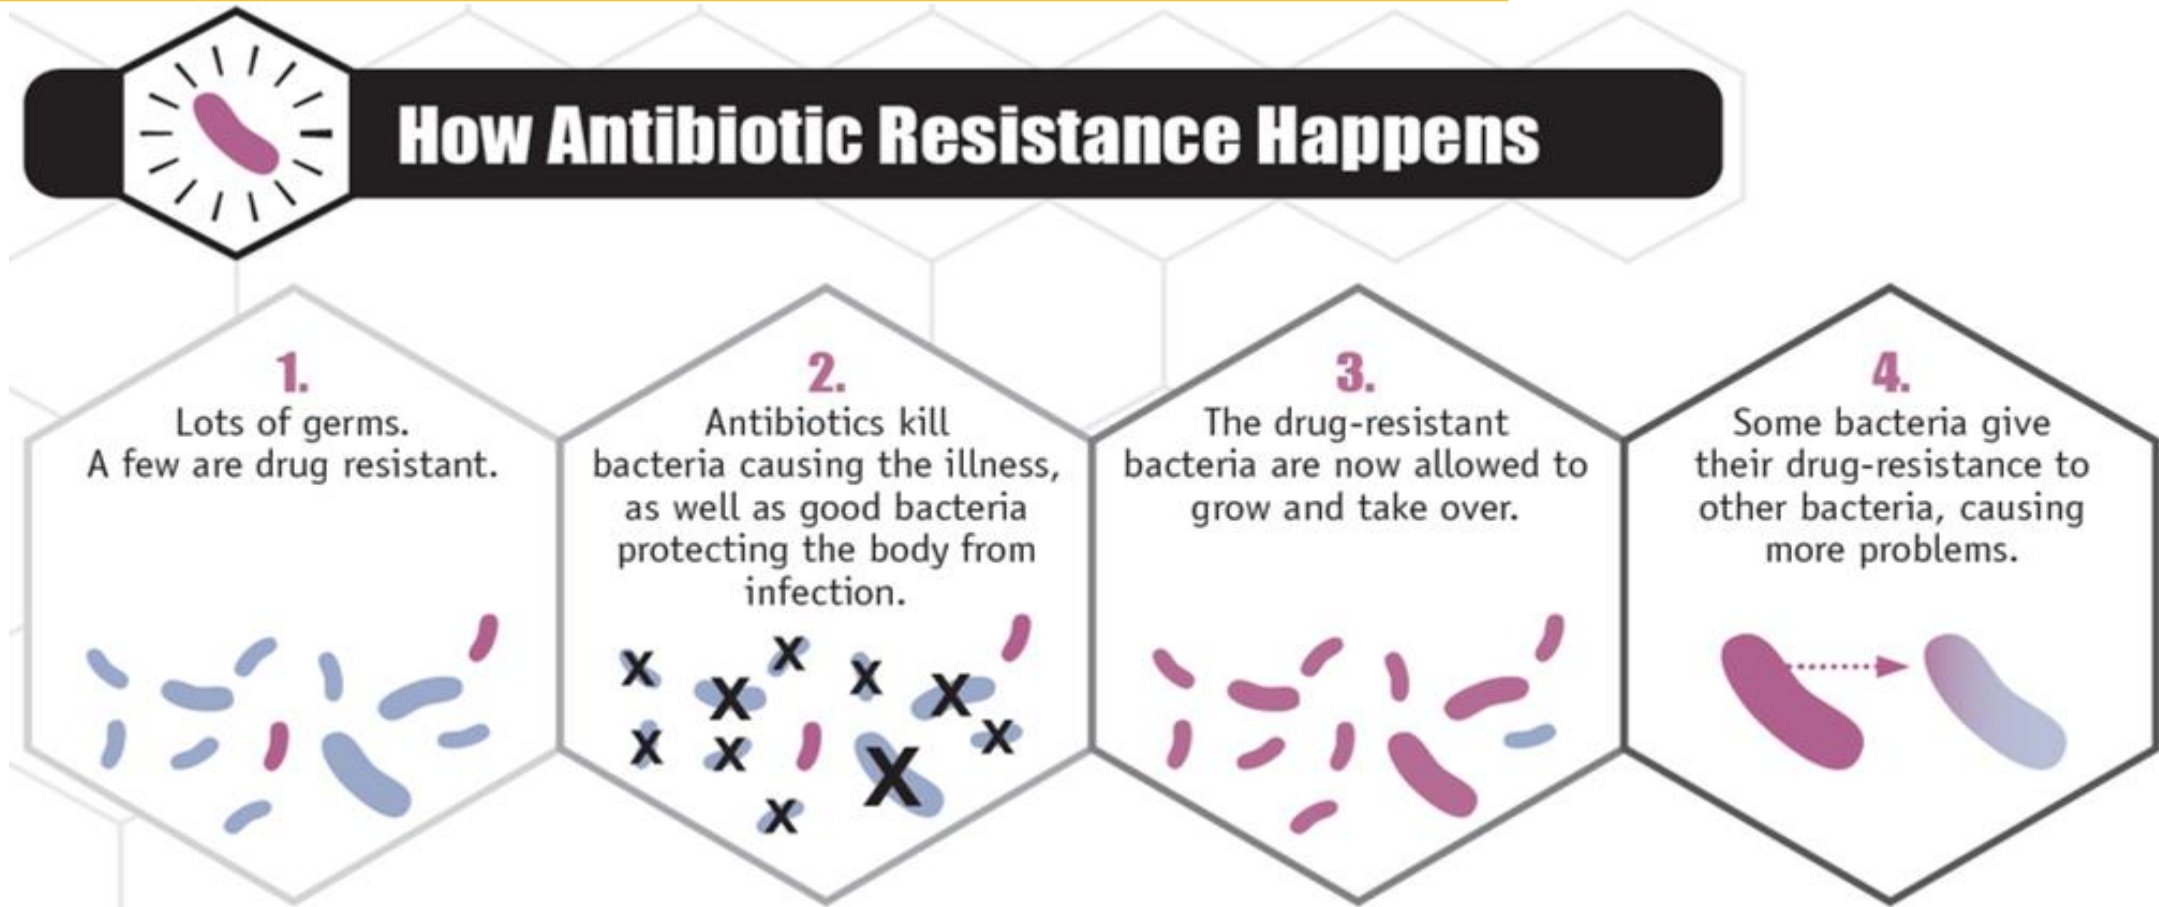 How Antibiotic Resistance Happens
1.
Lots of germs.
A few are drug resistant.
2.
Antibiotics kill
bacteria causing the illness,
as well as good bacteria
protecting the body from
infection.
X
X
X
X
X
X
X
X
X
X
3.
The drug-resistant
bacteria are now allowed to
grow and take over.
4.
Some bacteria give
their drug-resistance to
other bacteria, causing
more problems.